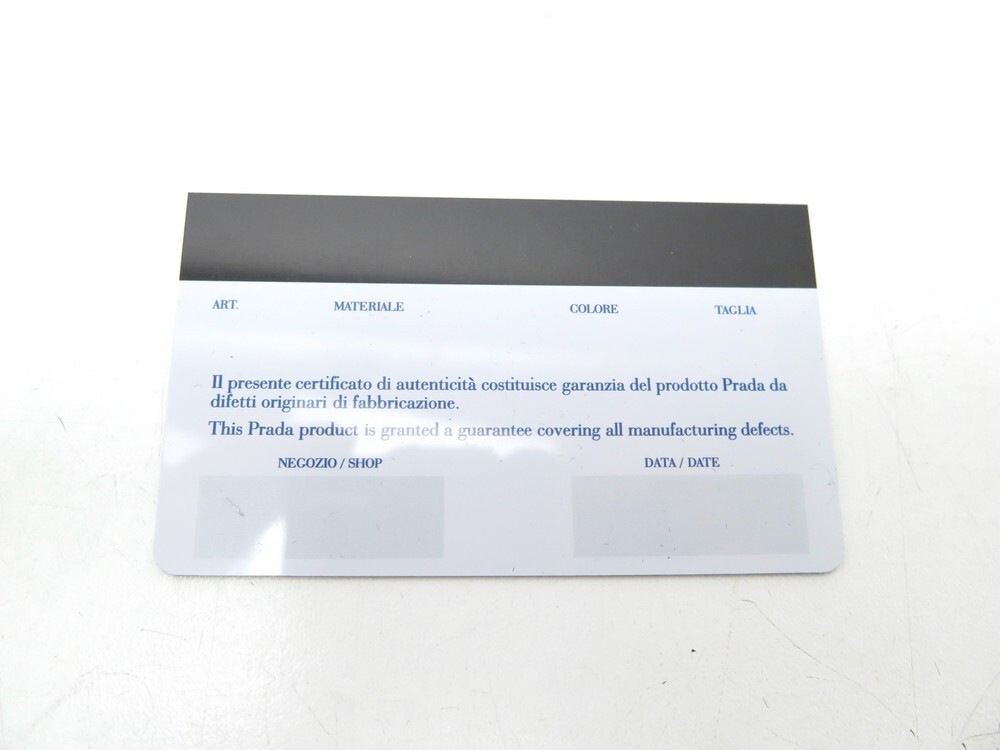 ART. MATERIALE COLORE TAGLIA
Il presente certificato di autenticità costituisce garanzia del prodotto Prada da
difetti originari di fabbricazione.
This Prada product is granted a guarantee covering all manufacturing defects.
NEGOZIO / SHOP DATA / DATE